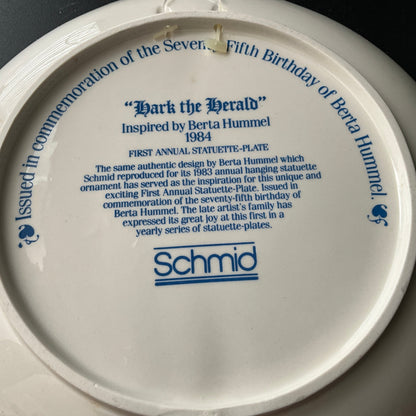 Issued in commemoration of the Seventy-Fifth Birthday of Berta Hummel.
"Hark the Herald"
Inspired by Berta Hummel
1984
FIRST ANNUAL STATUETTE-PLATE
The same authentic design by Berta Hummel which
Schmid reproduced for its 1983 annual hanging statuette
ornament has served as the inspiration for this unique and
exciting First Annual Statuette-Plate. Issued in
commemoration of the seventy-fifth birthday of
Berta Hummel. The late artist's family has
expressed its great joy at this first in a
yearly series of statuette-plates.
Schmid